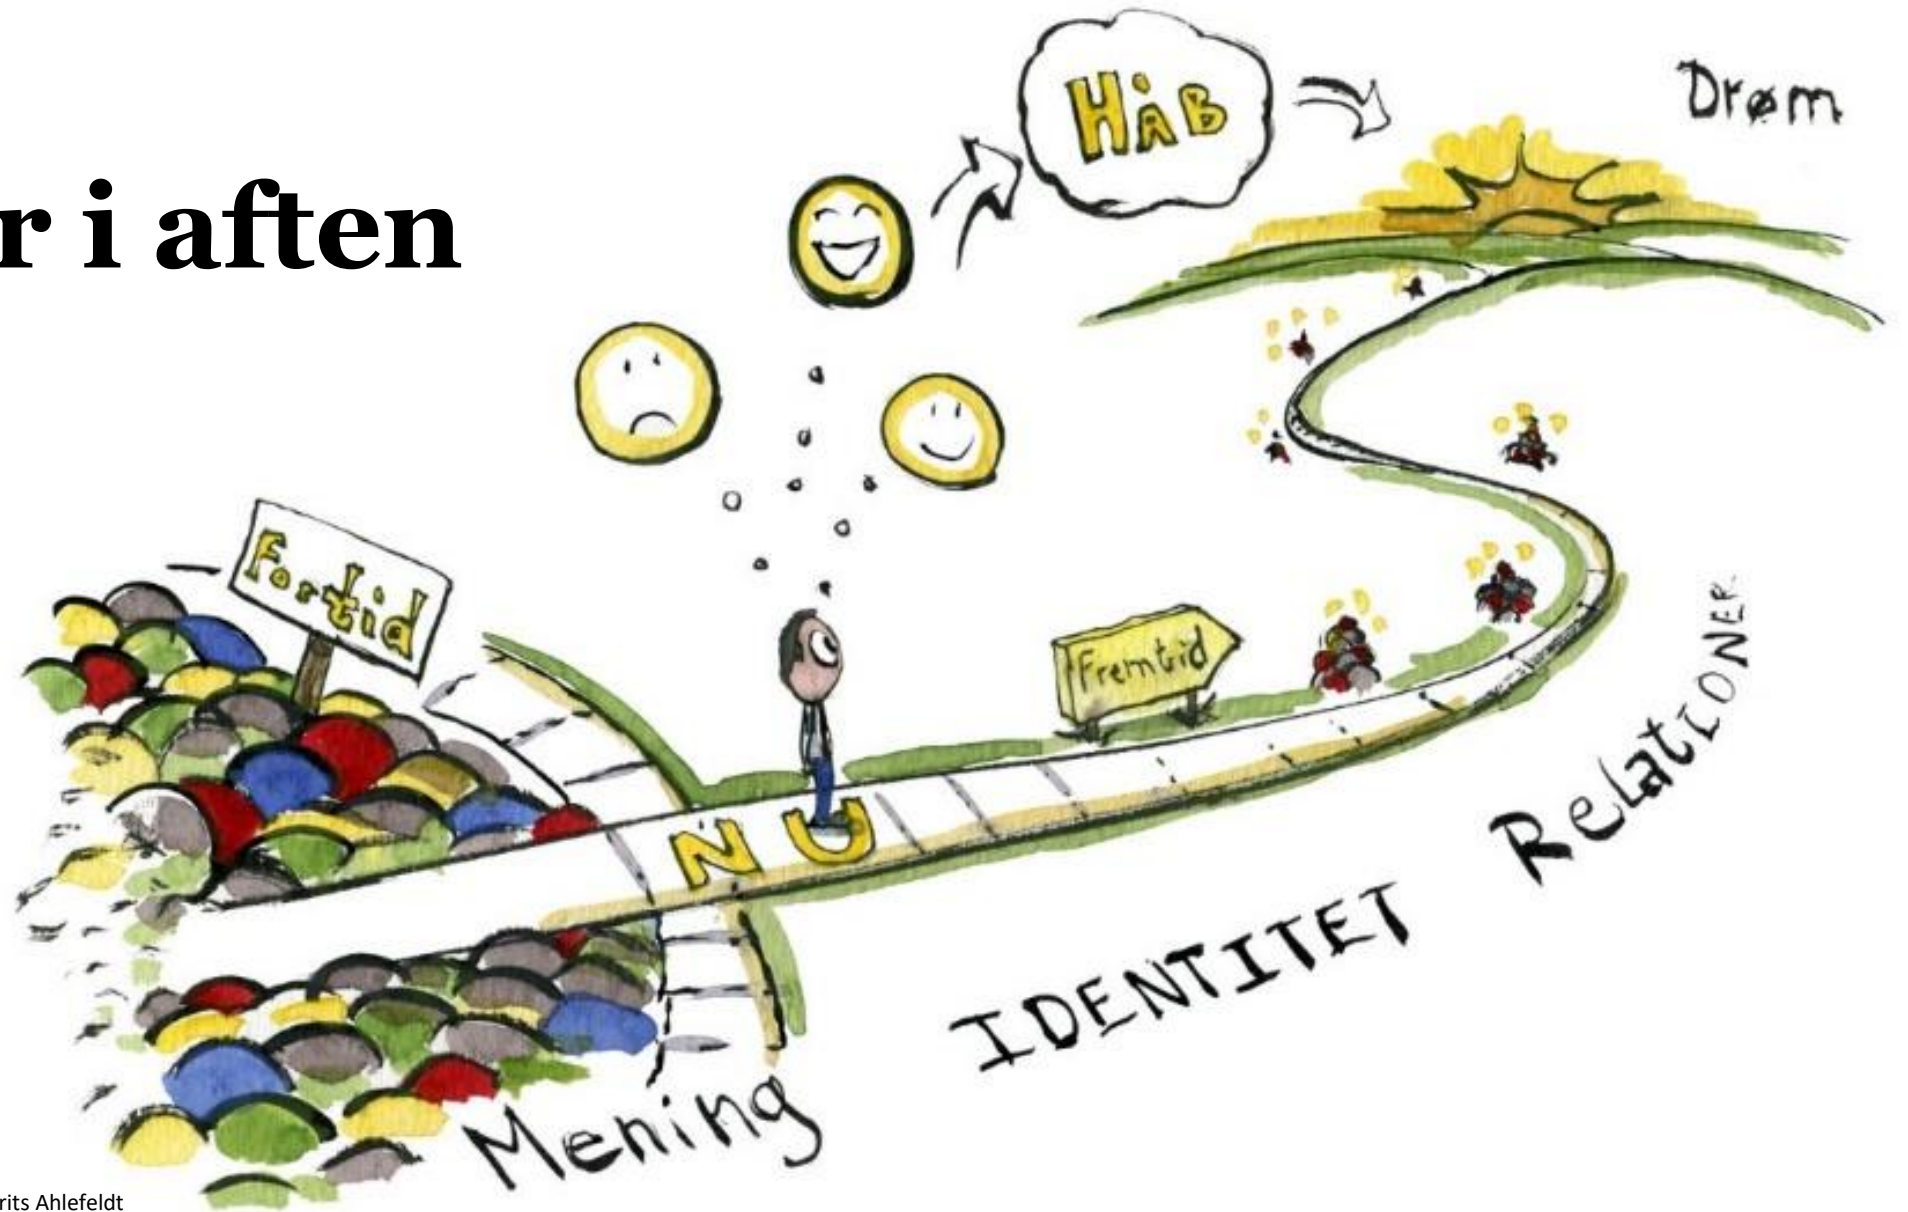 r i aften
HÅB
Drøm
Fortid
Fremtid
NU
Relationer
IDENTITET
Mening
rits Ahlefeldt